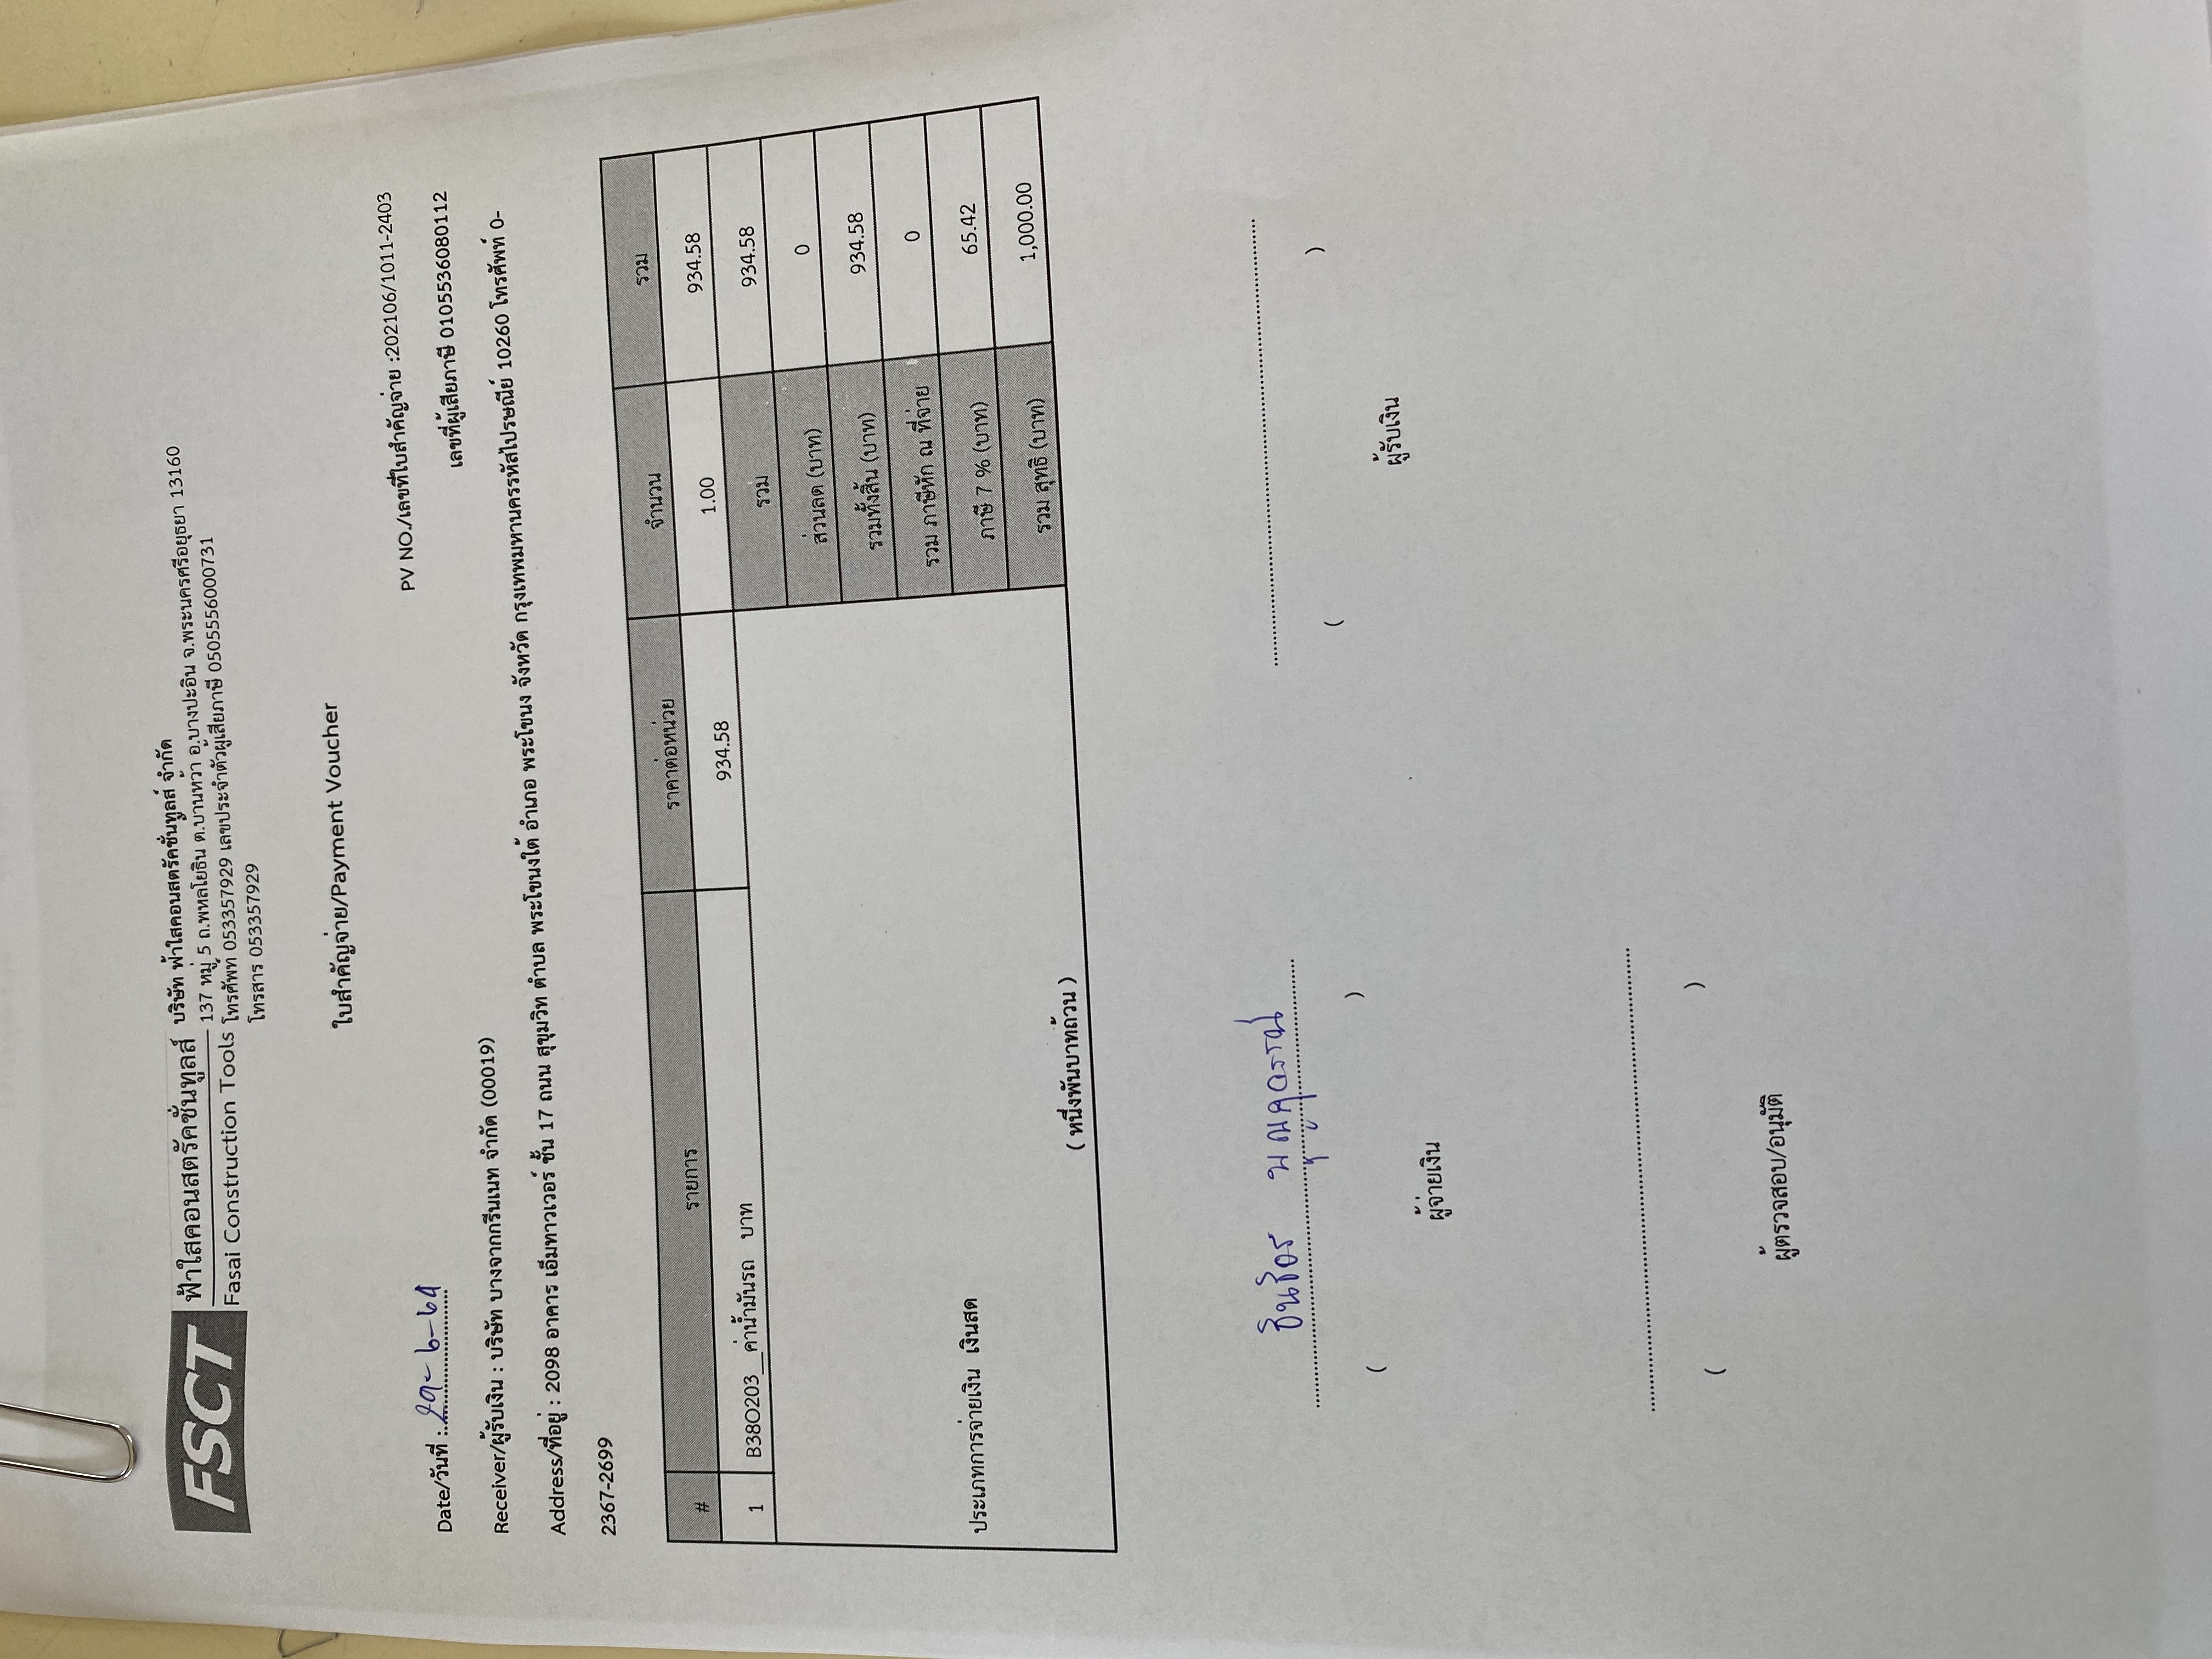 FSCT
ฟ้าใสคอนสตรัคชั่นทูลส์
Fasai Construction Tools
บริษัท ฟ้าใสคอนสตรัคชั่นทูลส์ จำกัด
137 หมู่ 5 ถ.พหลโยธิน ต.บ้านหว้า อ.บางปะอิน จ.พระนครศรีอยุธยา 13160
โทรศัพท์ 053357929 เลขประจำตัวผู้เสียภาษี 0505556000731
โทรสาร 053357929
ใบสำคัญจ่าย/Payment Voucher
PV NO./เลขที่ใบสำคัญจ่าย :202106/1011-2403
Date/วันที่ : 29-6-64
เลขที่ผู้เสียภาษี 0105536080112
Receiver/ผู้รับเงิน : บริษัท บางจากกรีนเนท จำกัด (00019)
Address/ที่อยู่ : 2098 อาคาร เอ็มทาวเวอร์ ชั้น 17 ถนน สุขุมวิท ตำบล พระโขนงใต้ อำเภอ พระโขนง จังหวัด กรุงเทพมหานครรหัสไปรษณีย์ 10260 โทรศัพท์ 0-
2367-2699
# รายการ ราคาต่อหน่วย จำนวน รวม
1 B38O203__ค่าน้ำมันรถ บาท 934.58 1.00 934.58
รวม 934.58
ส่วนลด (บาท) 0
รวมทั้งสิ้น (บาท) 934.58
รวม ภาษีหัก ณ ที่จ่าย 0
ประเภทการจ่ายเงิน เงินสด
ภาษี 7 % (บาท) 65.42
รวม สุทธิ (บาท) 1,000.00
( หนึ่งพันบาทถ้วน )
( )
( )
ผู้จ่ายเงิน
ผู้รับเงิน
( )
ผู้ตรวจสอบ/อนุมัติ